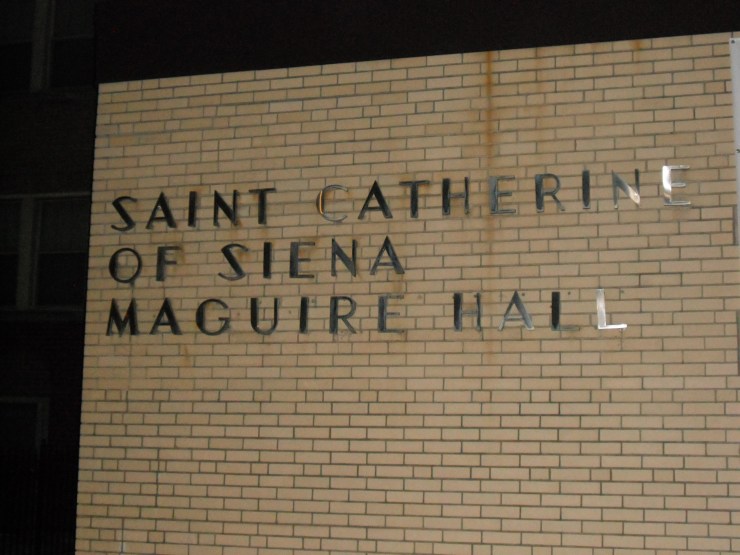 SAINT CATHERINE
OF SIENA
MAGUIRE HALL